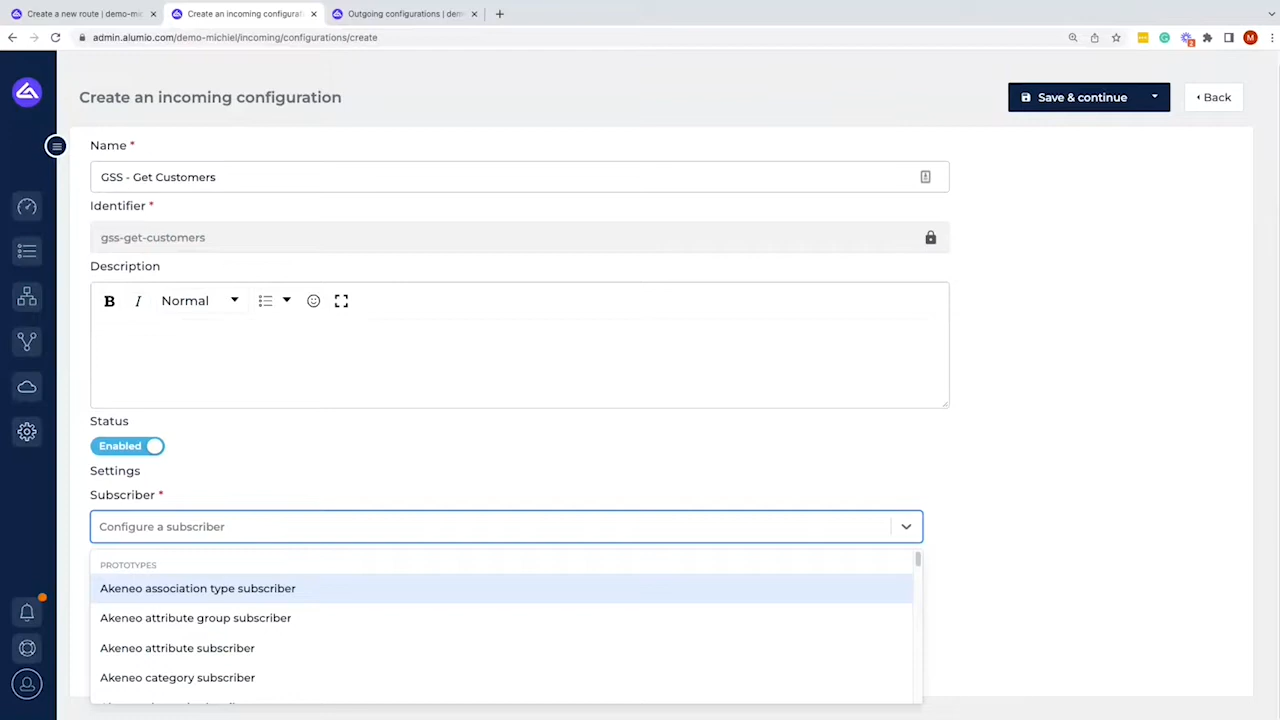 Create a new route | demo-mic
Create an incoming configurat
Outgoing configurations | dem
admin.alumio.com/demo-michiel/incoming/configurations/create
M
Create an incoming configuration
Save & continue
Back
Name *
GSS - Get Customers
Identifier *
gss-get-customers
Description
B I Normal
Status
Enabled
Settings
Subscriber *
Configure a subscriber
PROTOTYPES
Akeneo association type subscriber
Akeneo attribute group subscriber
Akeneo attribute subscriber
Akeneo category subscriber